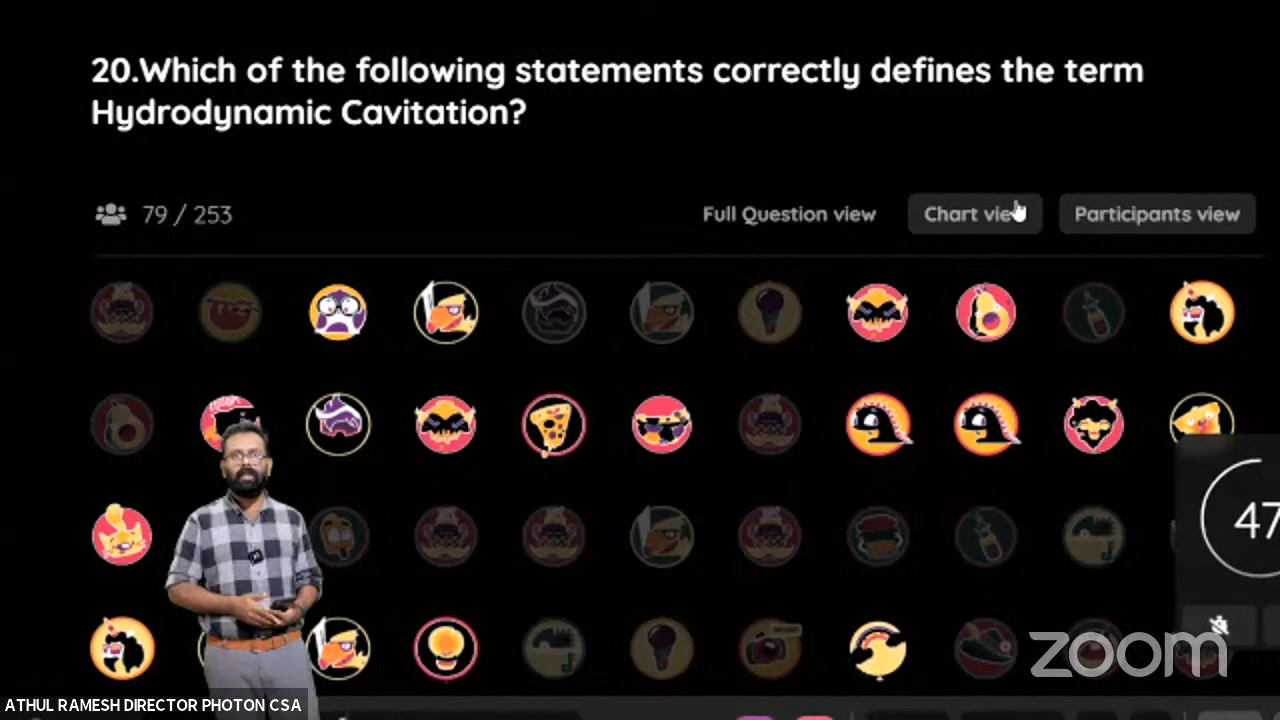 20.Which of the following statements correctly defines the term
Hydrodynamic Cavitation?
79 / 253
Full Question view
Chart vie
Participants view
47
zoom
ATHUL RAMESH DIRECTOR PHOTON CSA